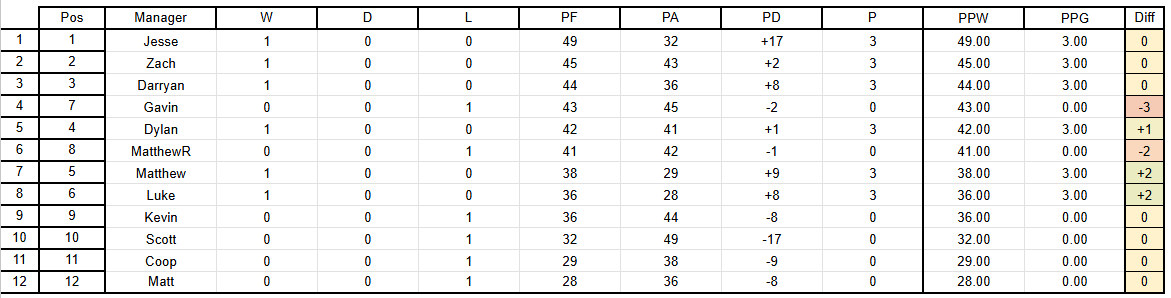 Pos Manager W D L PF PA PD P PPW PPG Diff
1 1 Jesse 1 0 0 49 32 +17 3 49.00 3.00 0
2 2 Zach 1 0 0 45 43 +2 3 45.00 3.00 0
3 3 Darryan 1 0 0 44 36 +8 3 44.00 3.00 0
4 7 Gavin 0 0 1 43 45 -2 0 43.00 0.00 -3
5 4 Dylan 1 0 0 42 41 +1 3 42.00 3.00 +1
6 8 MatthewR 0 0 1 41 42 -1 0 41.00 0.00 -2
7 5 Matthew 1 0 0 38 29 +9 3 38.00 3.00 +2
8 6 Luke 1 0 0 36 28 +8 3 36.00 3.00 +2
9 9 Kevin 0 0 1 36 44 -8 0 36.00 0.00 0
10 10 Scott 0 0 1 32 49 -17 0 32.00 0.00 0
11 11 Coop 0 0 1 29 38 -9 0 29.00 0.00 0
12 12 Matt 0 0 1 28 36 -8 0 28.00 0.00 0